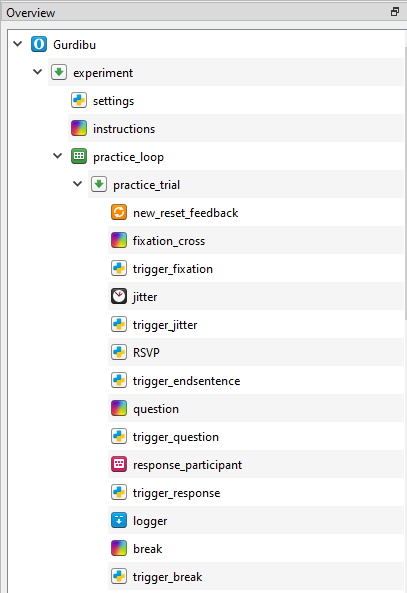 Overview
Gurdibu
experiment
settings
instructions
practice_loop
practice_trial
new_reset_feedback
fixation_cross
trigger_fixation
jitter
trigger_jitter
RSVP
trigger_endsentence
question
trigger_question
response_participant
trigger_response
logger
break
trigger_break